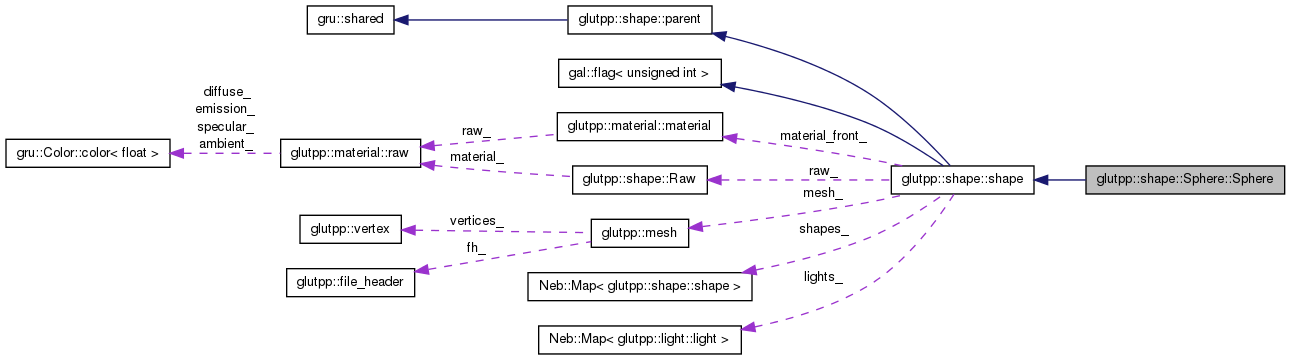 gru::shared
glutpp::shape::parent
gal::flag< unsigned int >
diffuse_
emission_
specular_
ambient_
gru::Color::color< float >
glutpp::material::raw
raw_
material_
glutpp::material::material
glutpp::shape::Raw
material_front_
raw_
mesh_
shapes_
lights_
glutpp::shape::shape
glutpp::shape::Sphere::Sphere
glutpp::vertex
vertices_
glutpp::mesh
fh_
glutpp::file_header
Neb::Map< glutpp::shape::shape >
Neb::Map< glutpp::light::light >